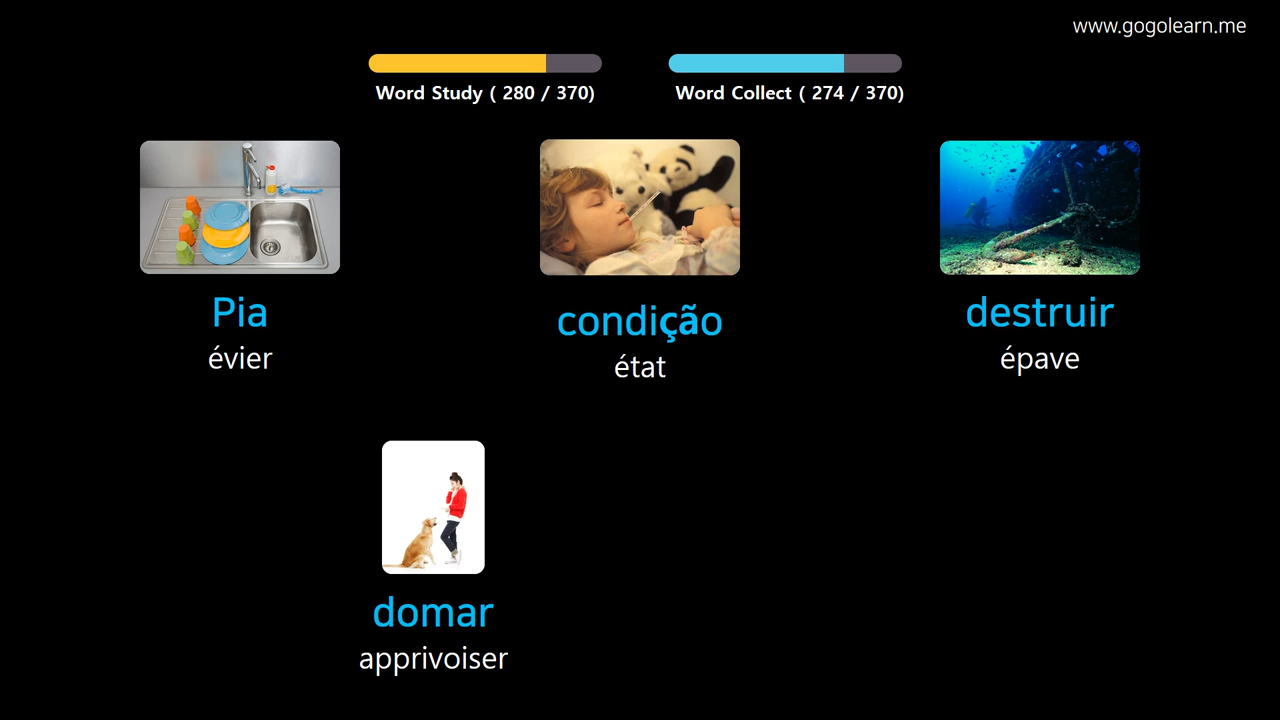 www.gogolearn.me
Word Study ( 280 / 370)
Word Collect ( 274 / 370)
Pia
évier
condição
état
destruir
épave
domar
apprivoiser